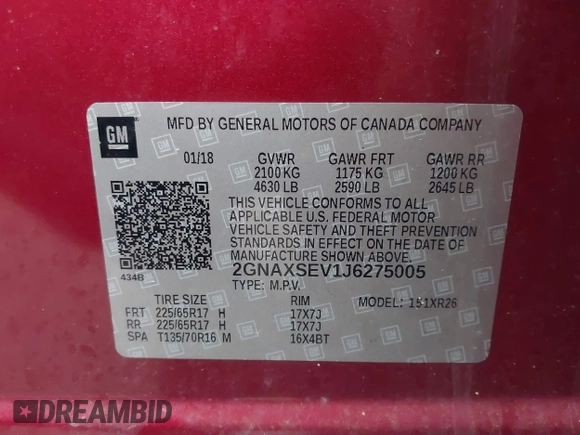 GM
MFD BY GENERAL MOTORS OF CANADA COMPANY
01/18 GVWR GAWR FRT GAWR RR
2100 KG 1175 KG 1200 KG
4630 LB 2590 LB 2645 LB
THIS VEHICLE CONFORMS TO ALL
APPLICABLE U.S. FEDERAL MOTOR
VEHICLE SAFETY AND THEFT PREVENTION
STANDARDS IN EFFECT ON THE DATE OF
MANUFACTURE SHOWN ABOVE.
434B
2GNAXSEV1J6275005
TYPE: M.P.V.
TIRE SIZE RIM MODEL: 1S1XR26
FRT 225/65R17 H 17X7J
RR 225/65R17 H 17X7J
SPA T135/70R16 M 16X4BT
DREAMBID